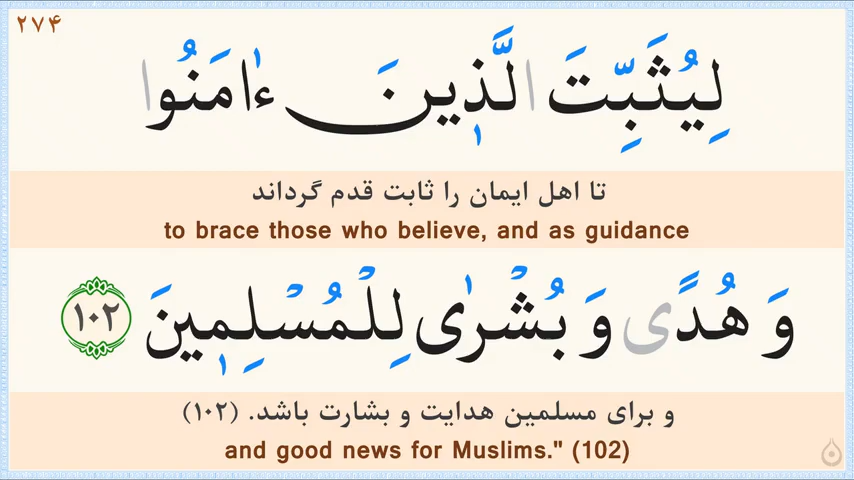 ۲۷۴
لِيُثَبِّتَ الَّذٖينَ ءٰامَنُوا
تا اهل ایمان را ثابت قدم گرداند
to brace those who believe, and as guidance
وَ هُدًى وَ بُشْرٰى لِلْمُسْلِمٖينَ ۱۰۲
و برای مسلمین هدایت و بشارت باشد. (۱۰۲)
and good news for Muslims." (102)